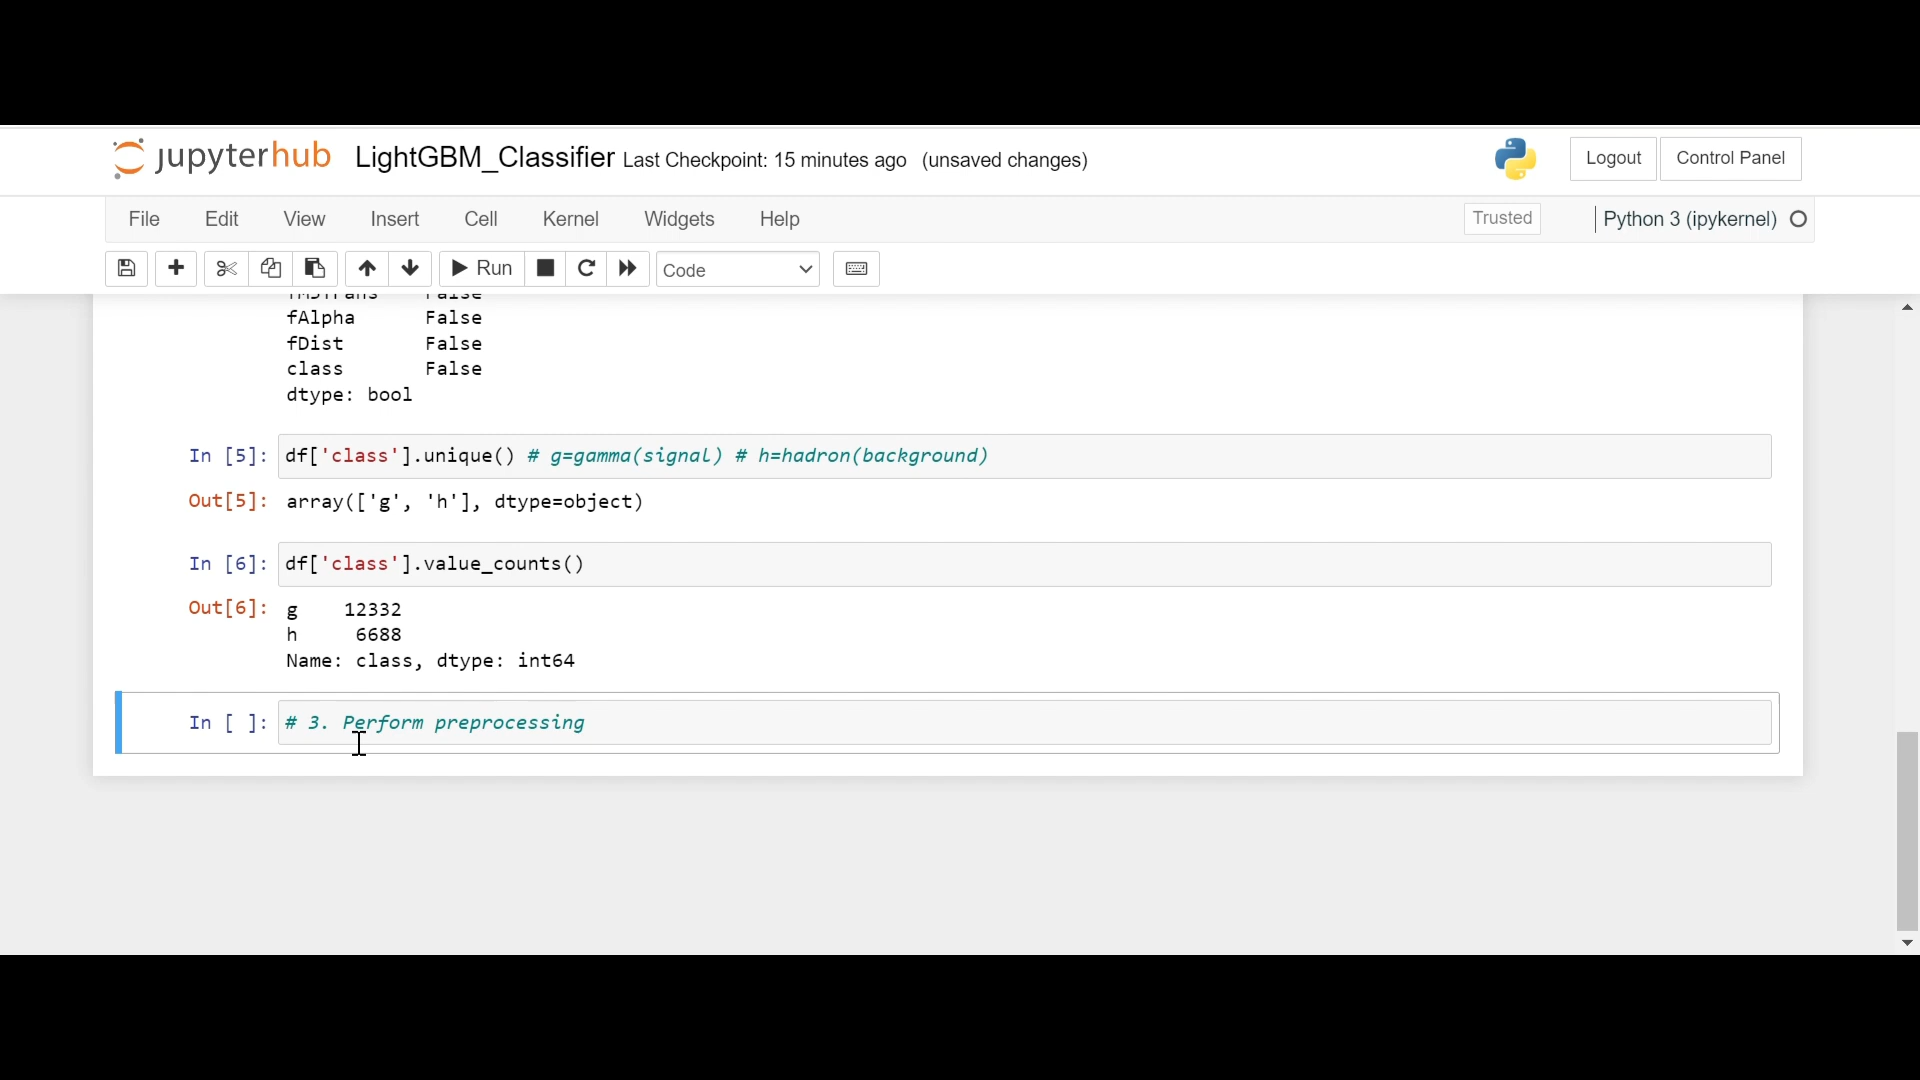 jupyterhub LightGBM_Classifier Last Checkpoint: 15 minutes ago (unsaved changes) Logout Control Panel
File Edit View Insert Cell Kernel Widgets Help Trusted Python 3 (ipykernel)
Run Code
fAlpha False
fDist False
class False
dtype: bool
In [5]: df['class'].unique() # g=gamma(signal) # h=hadron(background)
Out[5]: array(['g', 'h'], dtype=object)
In [6]: df['class'].value_counts()
Out[6]: g 12332
h 6688
Name: class, dtype: int64
In [ ]: # 3. Perform preprocessing